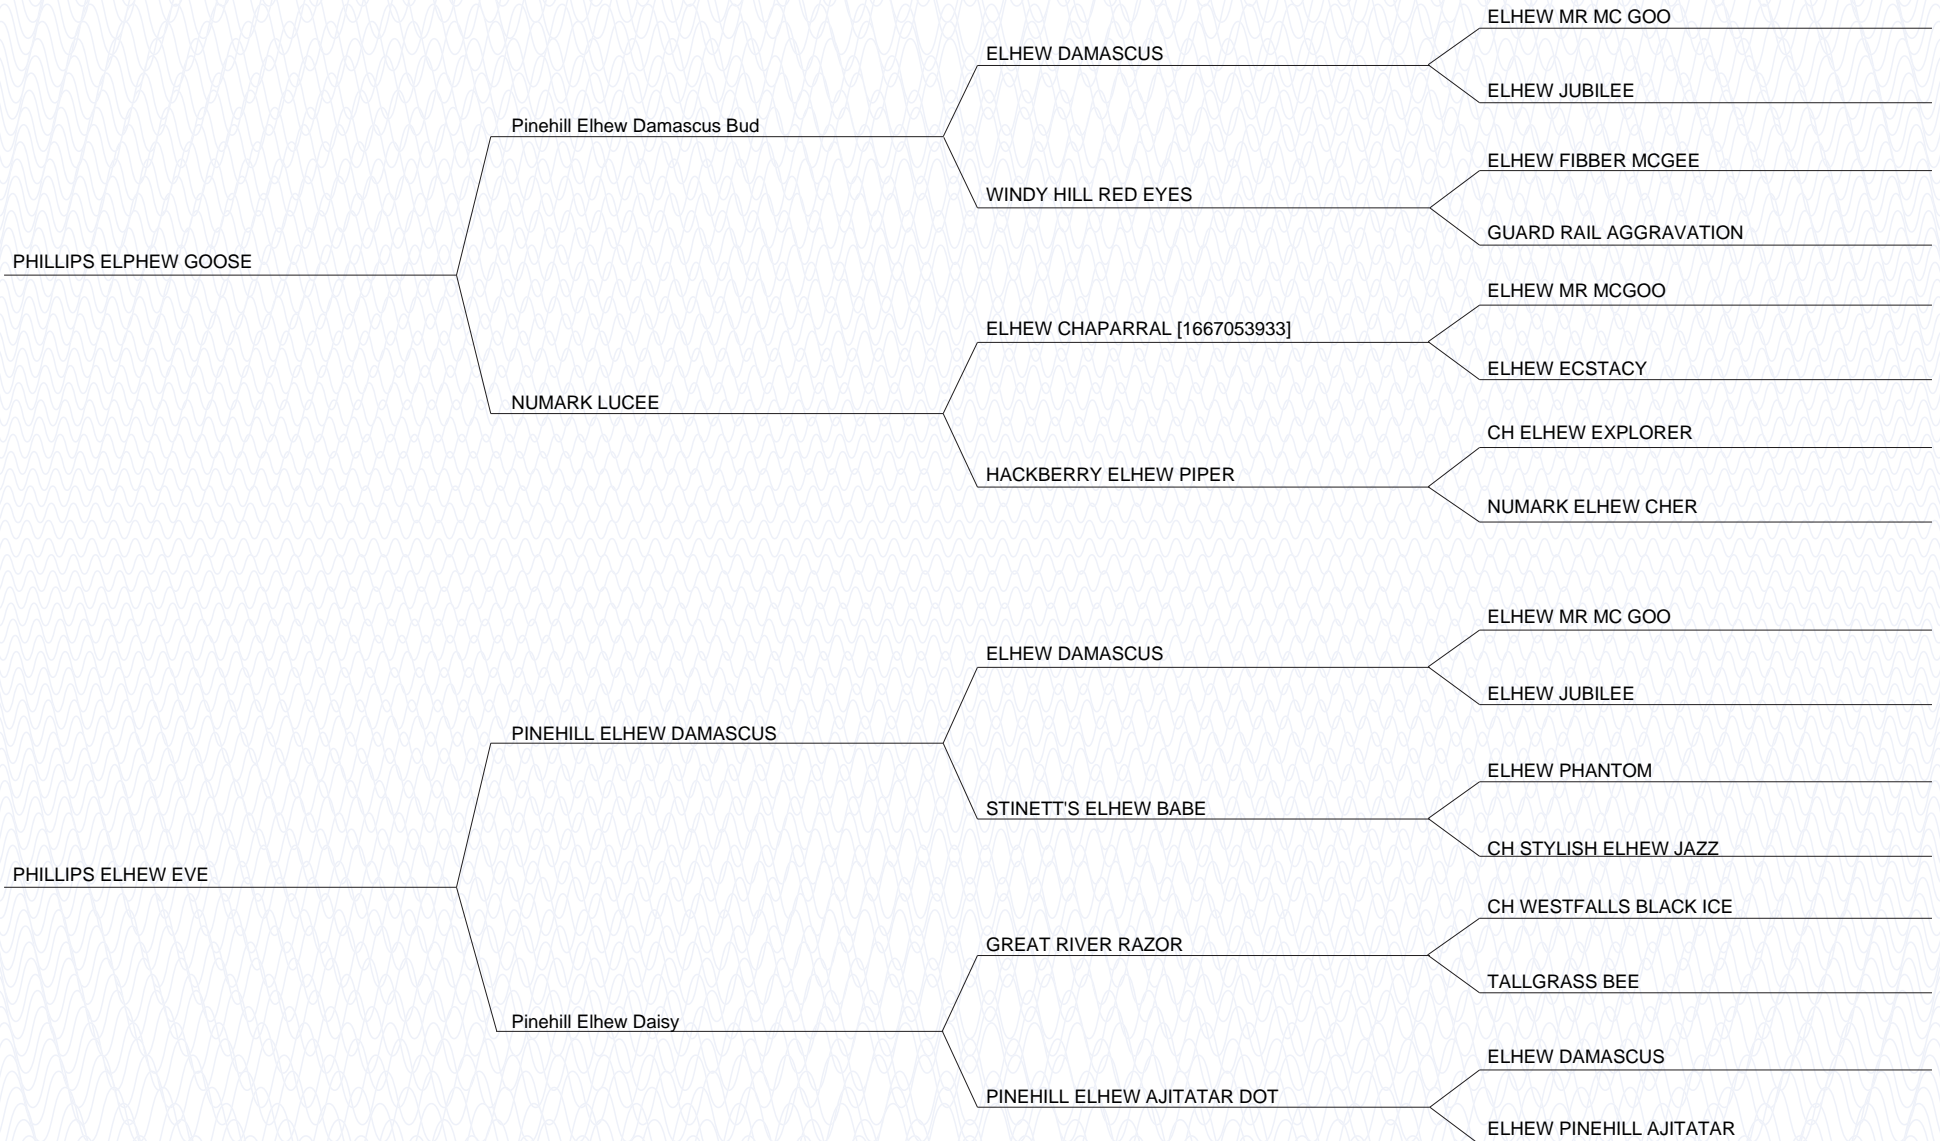 ELHEW MR MC GOO
ELHEW DAMASCUS
ELHEW JUBILEE
Pinehill Elhew Damascus Bud
ELHEW FIBBER MCGEE
WINDY HILL RED EYES
GUARD RAIL AGGRAVATION
PHILLIPS ELPHEW GOOSE
ELHEW MR MCGOO
ELHEW CHAPARRAL [1667053933]
ELHEW ECSTACY
NUMARK LUCEE
CH ELHEW EXPLORER
HACKBERRY ELHEW PIPER
NUMARK ELHEW CHER
ELHEW MR MC GOO
ELHEW DAMASCUS
ELHEW JUBILEE
PINEHILL ELHEW DAMASCUS
ELHEW PHANTOM
STINETT'S ELHEW BABE
CH STYLISH ELHEW JAZZ
PHILLIPS ELHEW EVE
CH WESTFALLS BLACK ICE
GREAT RIVER RAZOR
TALLGRASS BEE
Pinehill Elhew Daisy
ELHEW DAMASCUS
PINEHILL ELHEW AJITATAR DOT
ELHEW PINEHILL AJITATAR